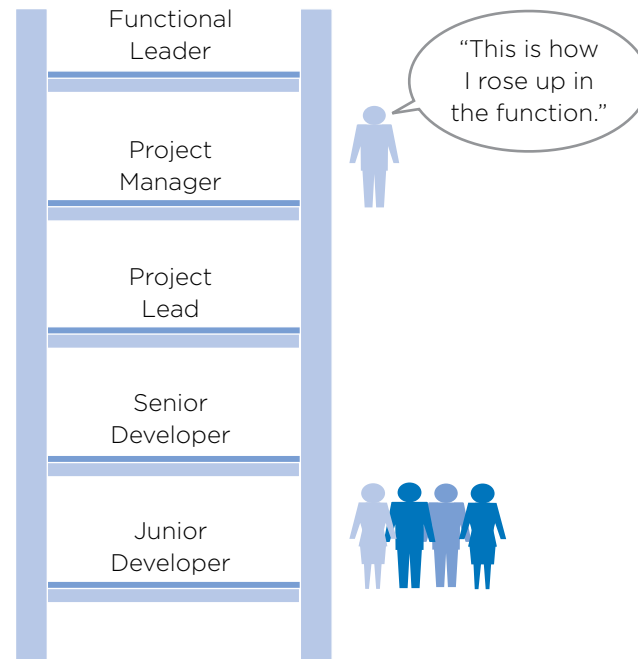 Functional
Leader
“This is how
I rose up in
the function.”
Project
Manager
Project
Lead
Senior
Developer
Junior
Developer